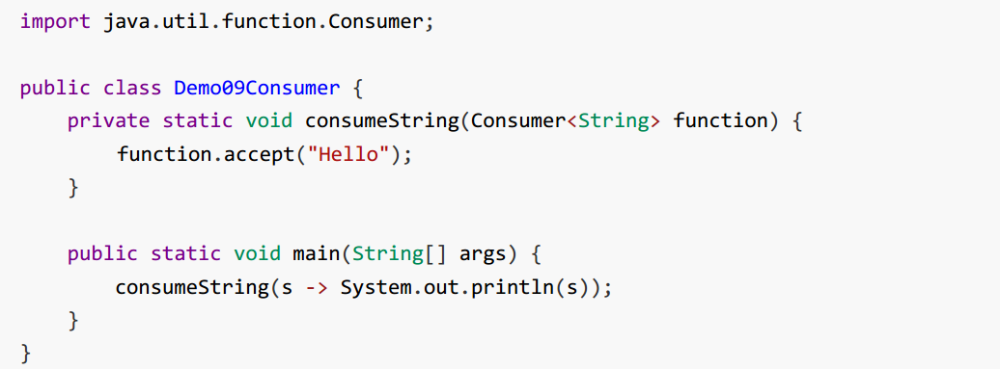 import java.util.function.Consumer;
public class Demo09Consumer {
    private static void consumeString(Consumer<String> function) {
        function.accept("Hello");
    }
    public static void main(String[] args) {
        consumeString(s -> System.out.println(s));
    }
}